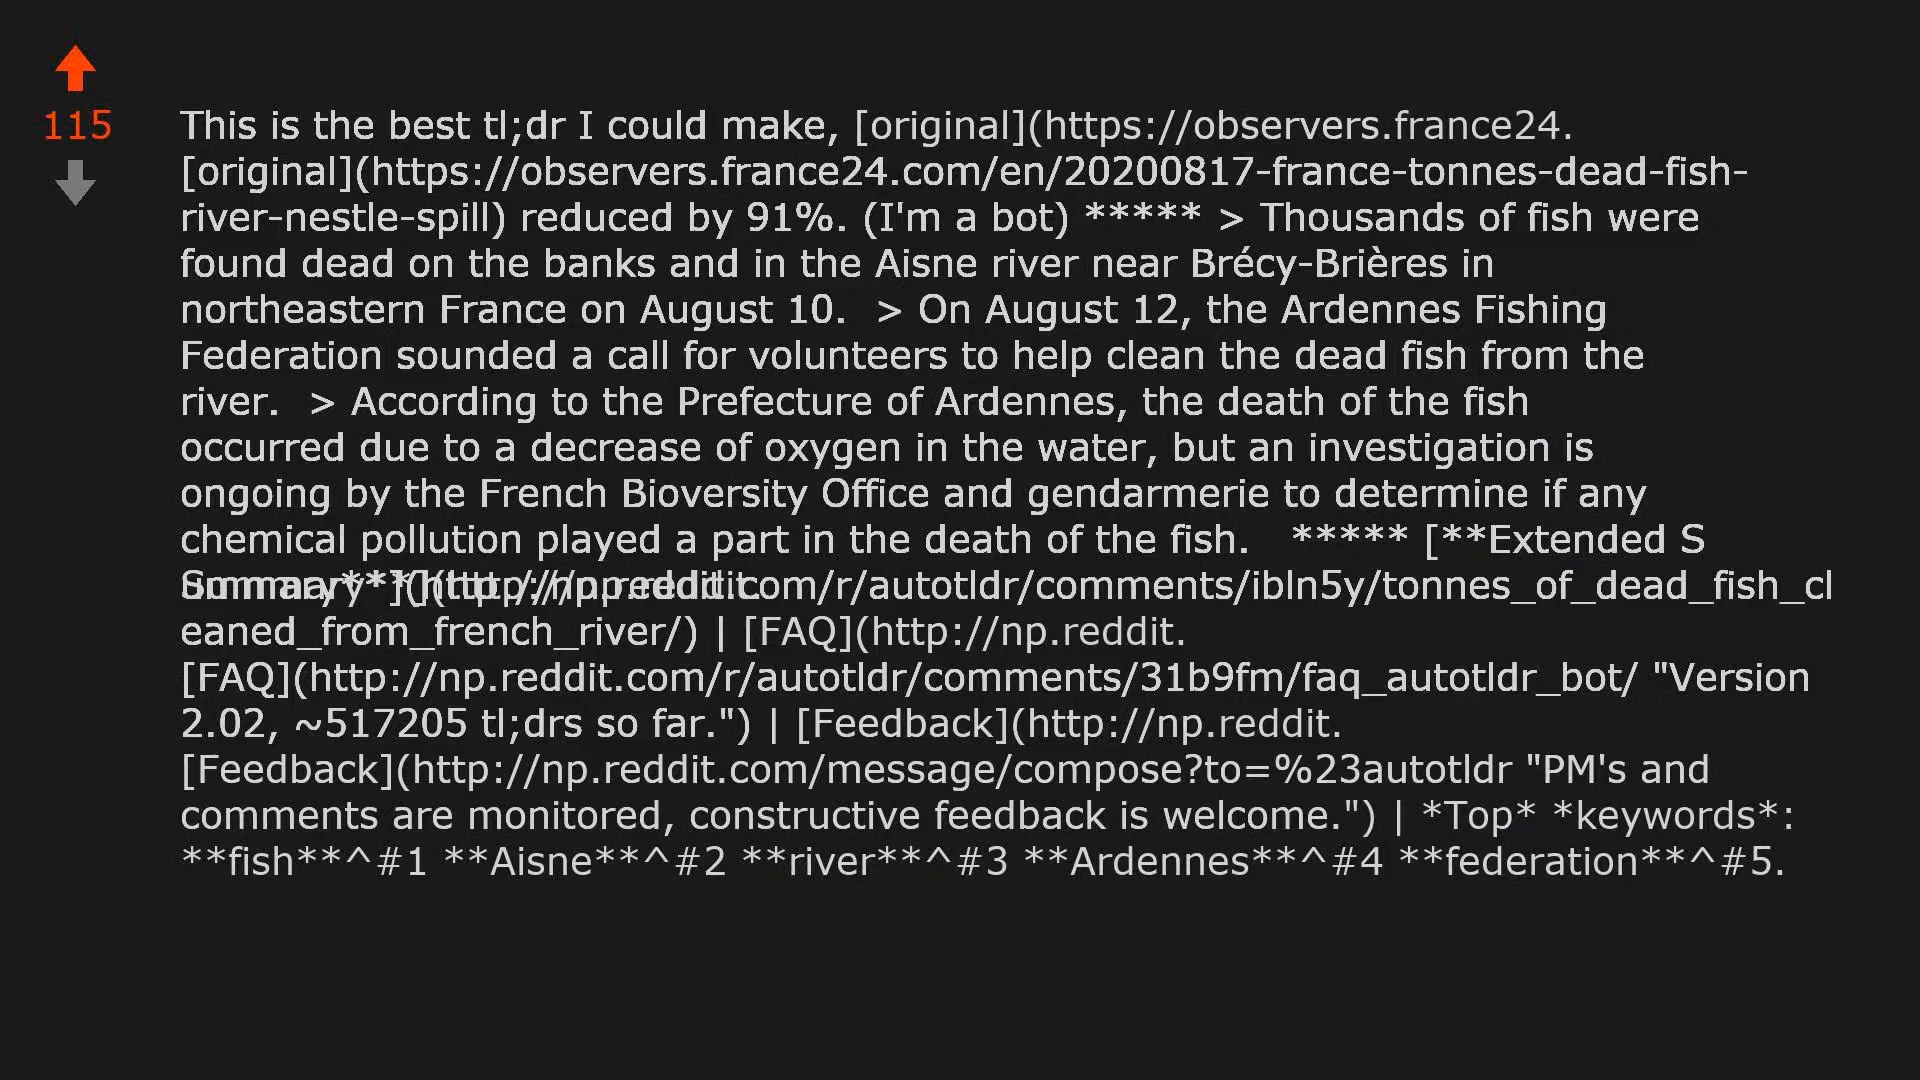 115
This is the best tl;dr I could make, [original](https://observers.france24.
[original](https://observers.france24.com/en/20200817-france-tonnes-dead-fish-
river-nestle-spill) reduced by 91%. (I'm a bot) ***** > Thousands of fish were
found dead on the banks and in the Aisne river near Brécy-Brières in
northeastern France on August 10.  > On August 12, the Ardennes Fishing
Federation sounded a call for volunteers to help clean the dead fish from the
river.  > According to the Prefecture of Ardennes, the death of the fish
occurred due to a decrease of oxygen in the water, but an investigation is
ongoing by the French Bioversity Office and gendarmerie to determine if any
chemical pollution played a part in the death of the fish.   ***** [**Extended S
com/r/autotldr/comments/ibln5y/tonnes_of_dead_fish_cl
eaned_from_french_river/) | [FAQ](http://np.reddit.
[FAQ](http://np.reddit.com/r/autotldr/comments/31b9fm/faq_autotldr_bot/ "Version
2.02, ~517205 tl;drs so far.") | [Feedback](http://np.reddit.
[Feedback](http://np.reddit.com/message/compose?to=%23autotldr "PM's and
comments are monitored, constructive feedback is welcome.") | *Top* *keywords*:
**fish**^#1 **Aisne**^#2 **river**^#3 **Ardennes**^#4 **federation**^#5.